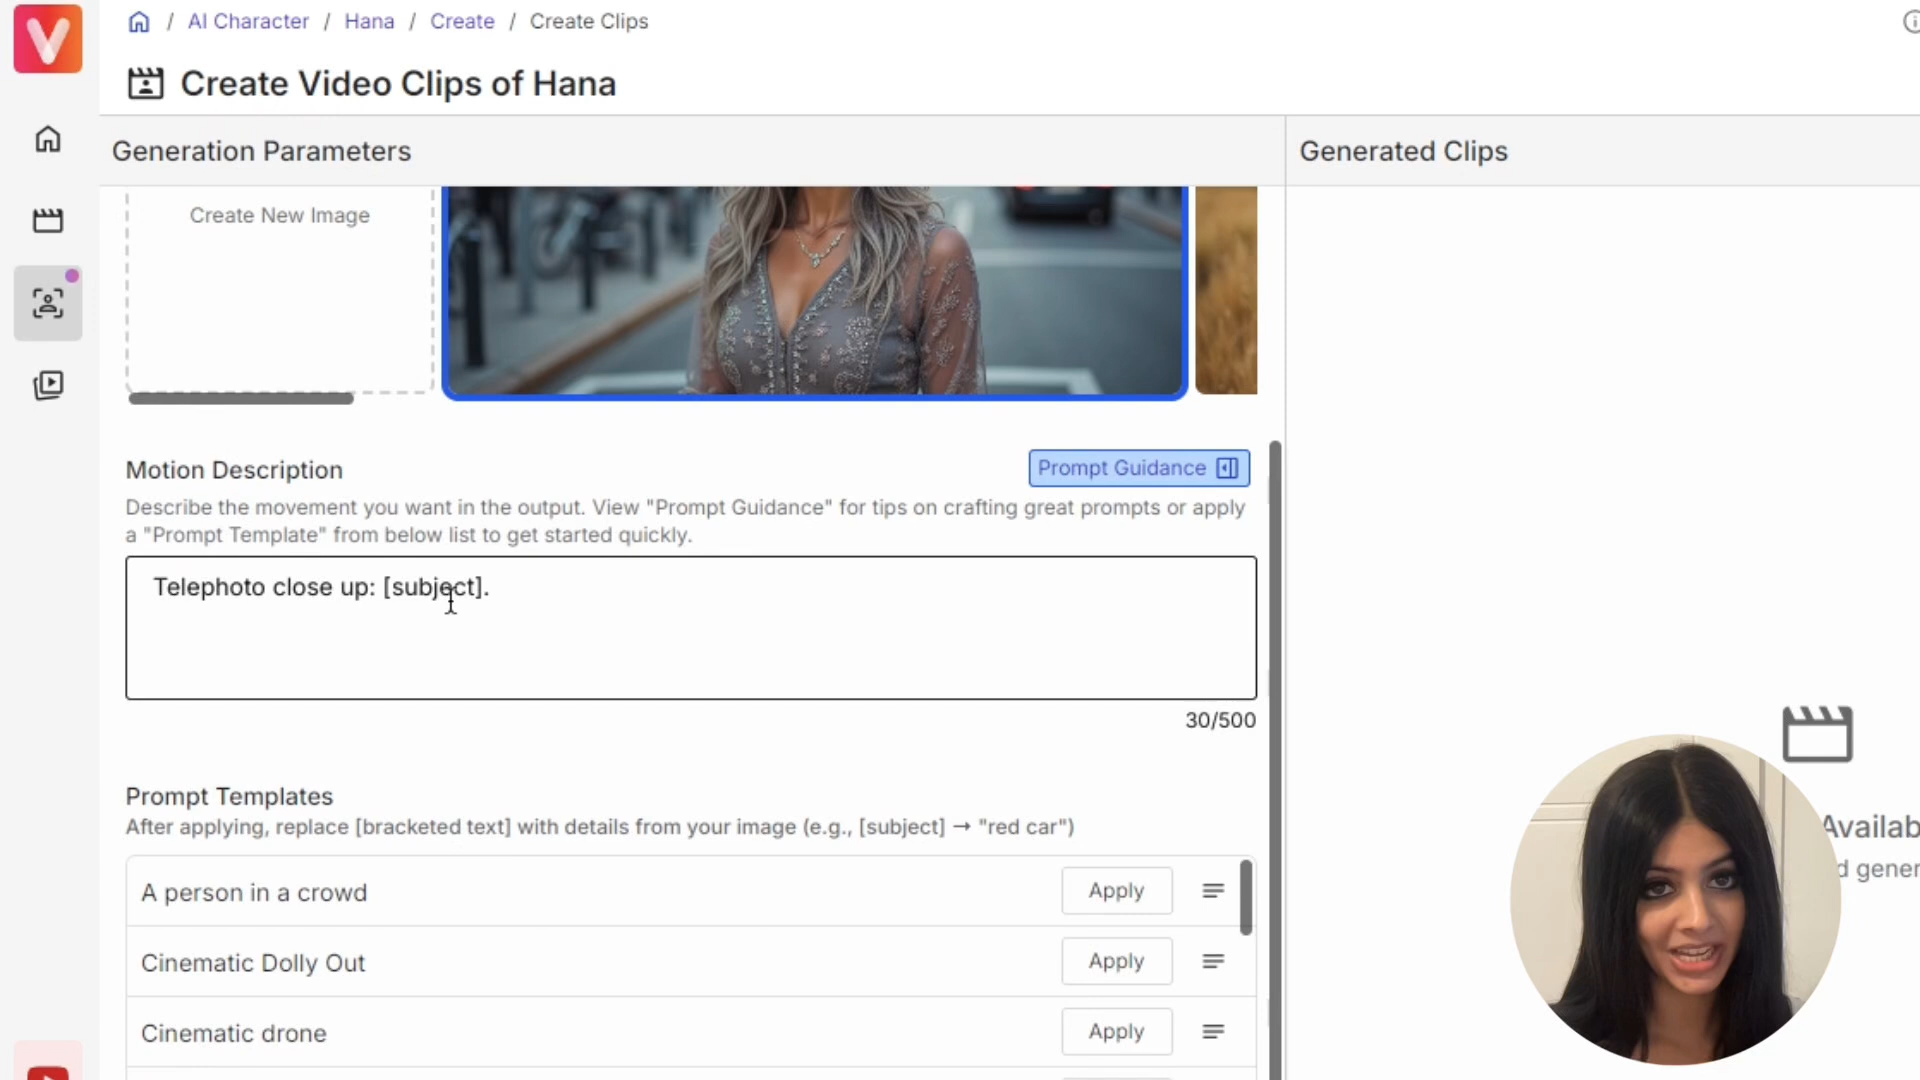 / AI Character / Hana / Create / Create Clips
Create Video Clips of Hana
Generation Parameters
Generated Clips
Create New Image
Motion Description
Prompt Guidance
Describe the movement you want in the output. View "Prompt Guidance" for tips on crafting great prompts or apply
a "Prompt Template" from below list to get started quickly.
Telephoto close up: [subject].
30/500
Prompt Templates
After applying, replace [bracketed text] with details from your image (e.g., [subject] → "red car")
A person in a crowd
Apply
Cinematic Dolly Out
Apply
Cinematic drone
Apply